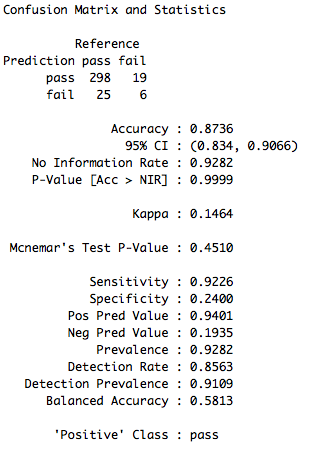 Confusion Matrix and Statistics
Reference
Prediction pass fail
pass 298 19
fail 25 6
Accuracy : 0.8736
95% CI : (0.834, 0.9066)
No Information Rate : 0.9282
P-Value [Acc > NIR] : 0.9999
Kappa : 0.1464
Mcnemar's Test P-Value : 0.4510
Sensitivity : 0.9226
Specificity : 0.2400
Pos Pred Value : 0.9401
Neg Pred Value : 0.1935
Prevalence : 0.9282
Detection Rate : 0.8563
Detection Prevalence : 0.9109
Balanced Accuracy : 0.5813
'Positive' Class : pass